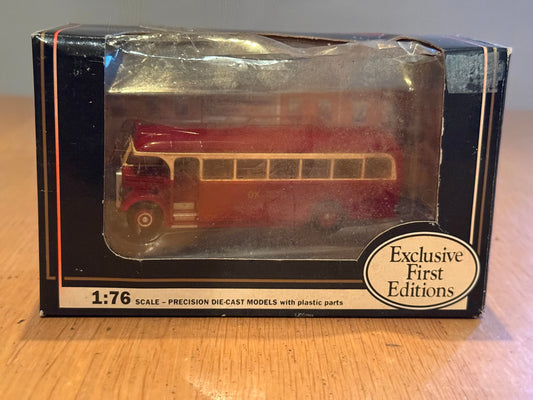 Exclusive
First
Editions
1:76 SCALE – PRECISION DIE-CAST MODELS with plastic parts